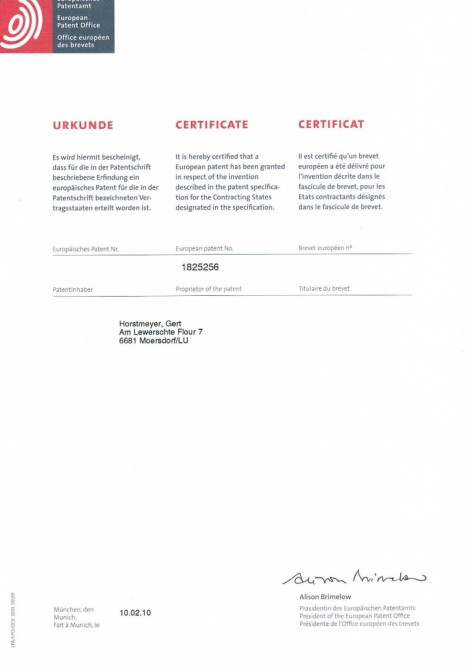 Patentamt
European
Patent Office
Office européen
des brevets
URKUNDE
Es wird hiermit bescheinigt,
dass für die in der Patentschrift
beschriebene Erfindung ein
europäisches Patent für die in der
Patentschrift bezeichneten Ver-
tragsstaaten erteilt worden ist.
CERTIFICATE
It is hereby certified that a
European patent has been granted
in respect of the invention
described in the patent specifica-
tion for the Contracting States
designated in the specification.
CERTIFICAT
Il est certifié qu'un brevet
européen a été délivré pour
l'invention décrite dans le
fascicule de brevet, pour les
Etats contractants désignés
dans le fascicule de brevet.
Europäisches Patent Nr.
European patent No.
Brevet européen n°
1825256
Patentinhaber
Proprietor of the patent
Titulaire du brevet
Horstmeyer, Gert
Am Lewerschte Flour 7
6681 Moersdorf/LU
Alison Brimelow
Alison Brimelow
Präsidentin des Europäischen Patentamts
President of the European Patent Office
Présidente de l'Office européen des brevets
München, den
Munich,
Fait à Munich, le
10.02.10